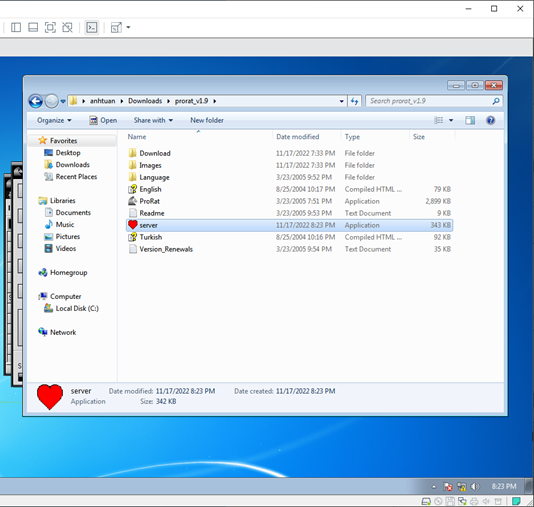 anhtuan ▸ Downloads ▸ prorat_v1.9 ▸
Search prorat_v1.9
Organize ▾ Open Share with ▾ New folder
Name Date modified Type Size
Favorites
Desktop
Downloads
Recent Places
Libraries
Documents
Music
Pictures
Videos
Homegroup
Computer
Local Disk (C:)
Network
Download 11/17/2022 7:33 PM File folder
Images 11/17/2022 7:33 PM File folder
Language 3/23/2005 9:52 PM File folder
English 8/25/2004 10:17 PM Compiled HTML ... 79 KB
ProRat 3/23/2005 7:51 PM Application 2,899 KB
Readme 3/23/2005 9:53 PM Text Document 9 KB
server 11/17/2022 8:23 PM Application 343 KB
Turkish 8/25/2004 10:16 PM Compiled HTML ... 92 KB
Version_Renewals 3/23/2005 9:54 PM Text Document 35 KB
server Date modified: 11/17/2022 8:23 PM Date created: 11/17/2022 8:23 PM
Application Size: 342 KB
8:23 PM